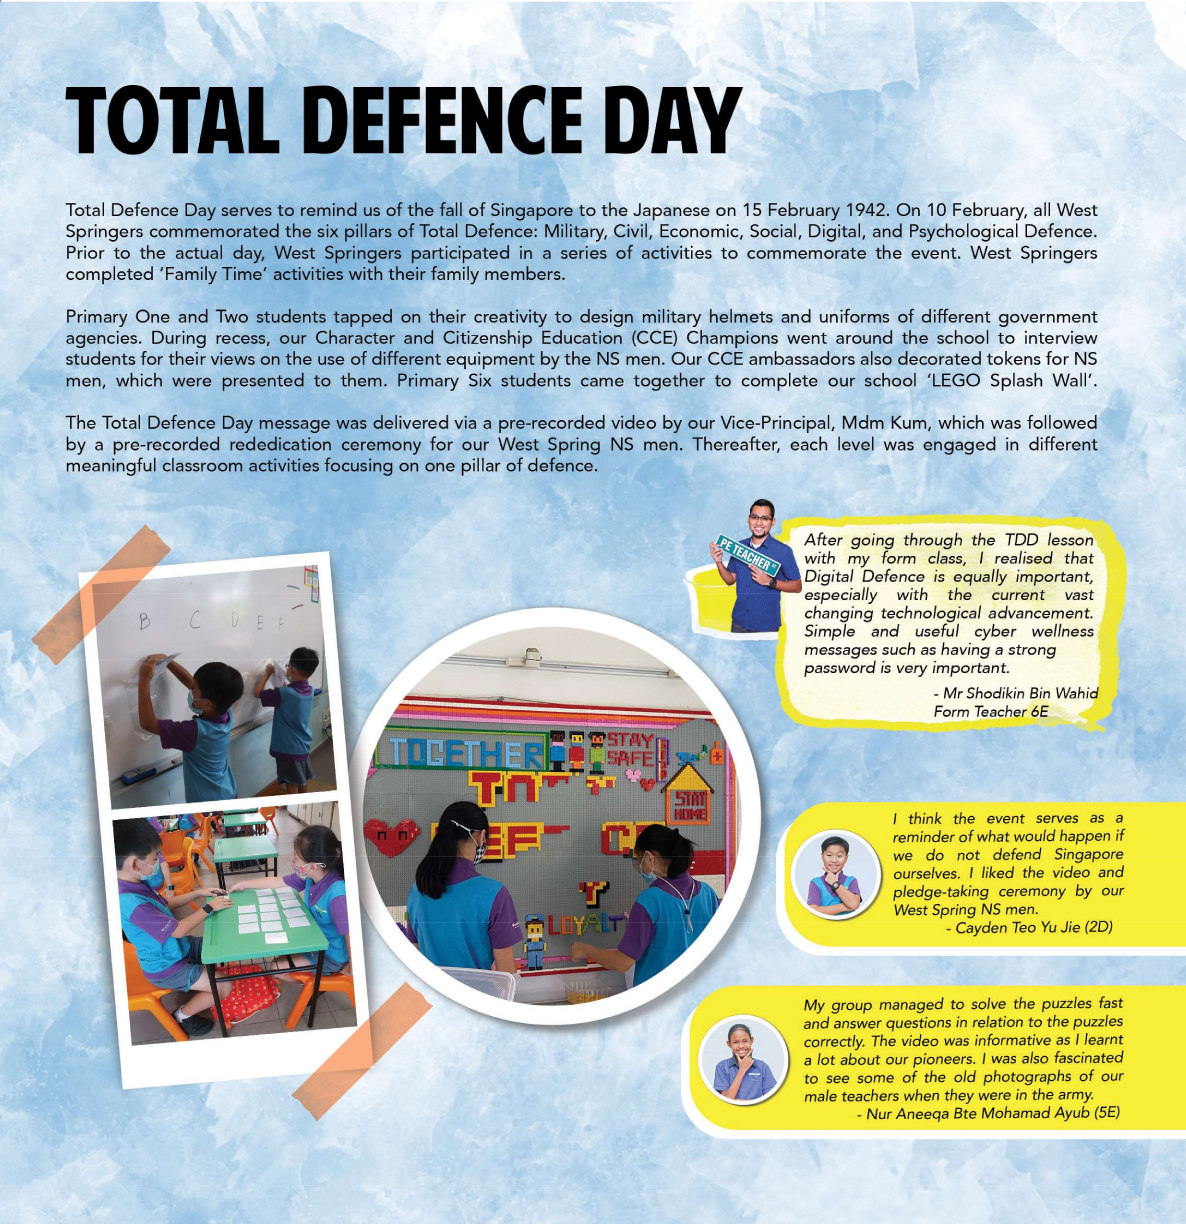 TOTAL DEFENCE DAY
Total Defence Day serves to remind us of the fall of Singapore to the Japanese on 15 February 1942. On 10 February, all West
Springers commemorated the six pillars of Total Defence: Military, Civil, Economic, Social, Digital, and Psychological Defence.
Prior to the actual day, West Springers participated in a series of activities to commemorate the event. West Springers
completed ‘Family Time’ activities with their family members.
Primary One and Two students tapped on their creativity to design military helmets and uniforms of different government
agencies. During recess, our Character and Citizenship Education (CCE) Champions went around the school to interview
students for their views on the use of different equipment by the NS men. Our CCE ambassadors also decorated tokens for NS
men, which were presented to them. Primary Six students came together to complete our school ‘LEGO Splash Wall’.
The Total Defence Day message was delivered via a pre-recorded video by our Vice-Principal, Mdm Kum, which was followed
by a pre-recorded rededication ceremony for our West Spring NS men. Thereafter, each level was engaged in different
meaningful classroom activities focusing on one pillar of defence.
PE TEACHER
After going through the TDD lesson
with my form class, I realised that
Digital Defence is equally important,
especially with the current vast
changing technological advancement.
Simple and useful cyber wellness
messages such as having a strong
password is very important.
- Mr Shodikin Bin Wahid
Form Teacher 6E
B C D E F
TOGETHER
STAY
SAFE
STAY
HOME
LOYALT
I think the event serves as a
reminder of what would happen if
we do not defend Singapore
ourselves. I liked the video and
pledge-taking ceremony by our
West Spring NS men.
- Cayden Teo Yu Jie (2D)
My group managed to solve the puzzles fast
and answer questions in relation to the puzzles
correctly. The video was informative as I learnt
a lot about our pioneers. I was also fascinated
to see some of the old photographs of our
male teachers when they were in the army.
- Nur Aneeqa Bte Mohamad Ayub (5E)